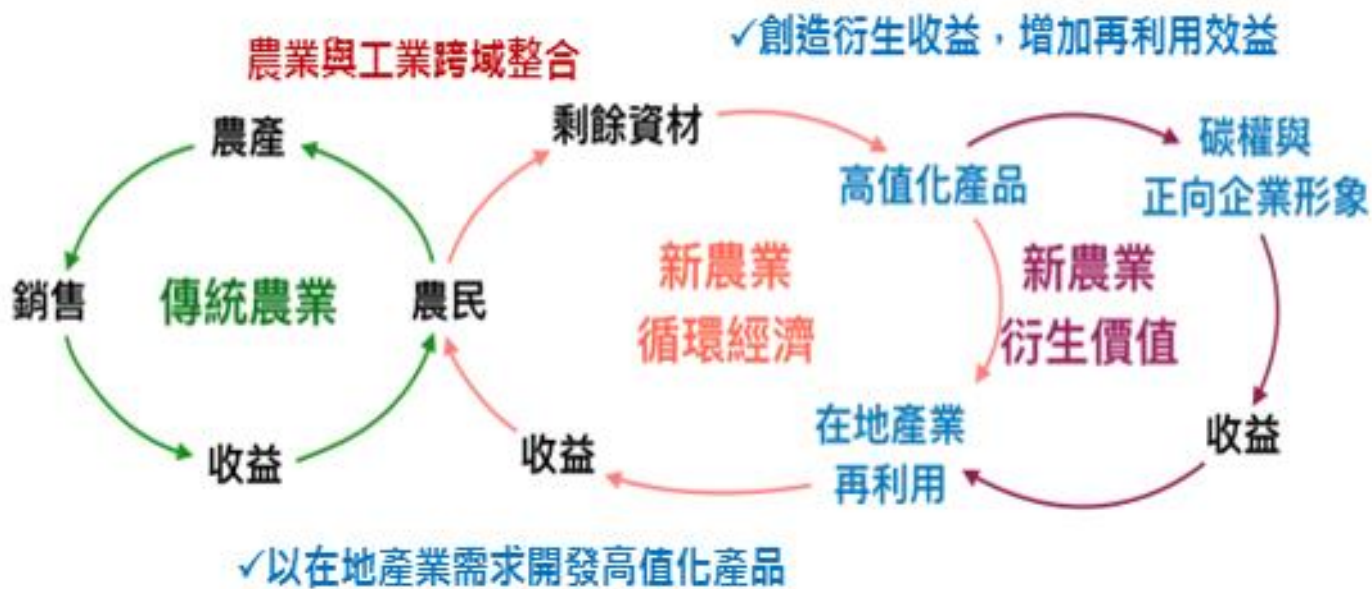 ✓創造衍生收益，增加再利用效益
農業與工業跨域整合
農產
剩餘資材
高值化產品
碳權與
正向企業形象
銷售
傳統農業
農民
新農業
循環經濟
新農業
衍生價值
在地產業
再利用
收益
收益
收益
✓以在地產業需求開發高值化產品